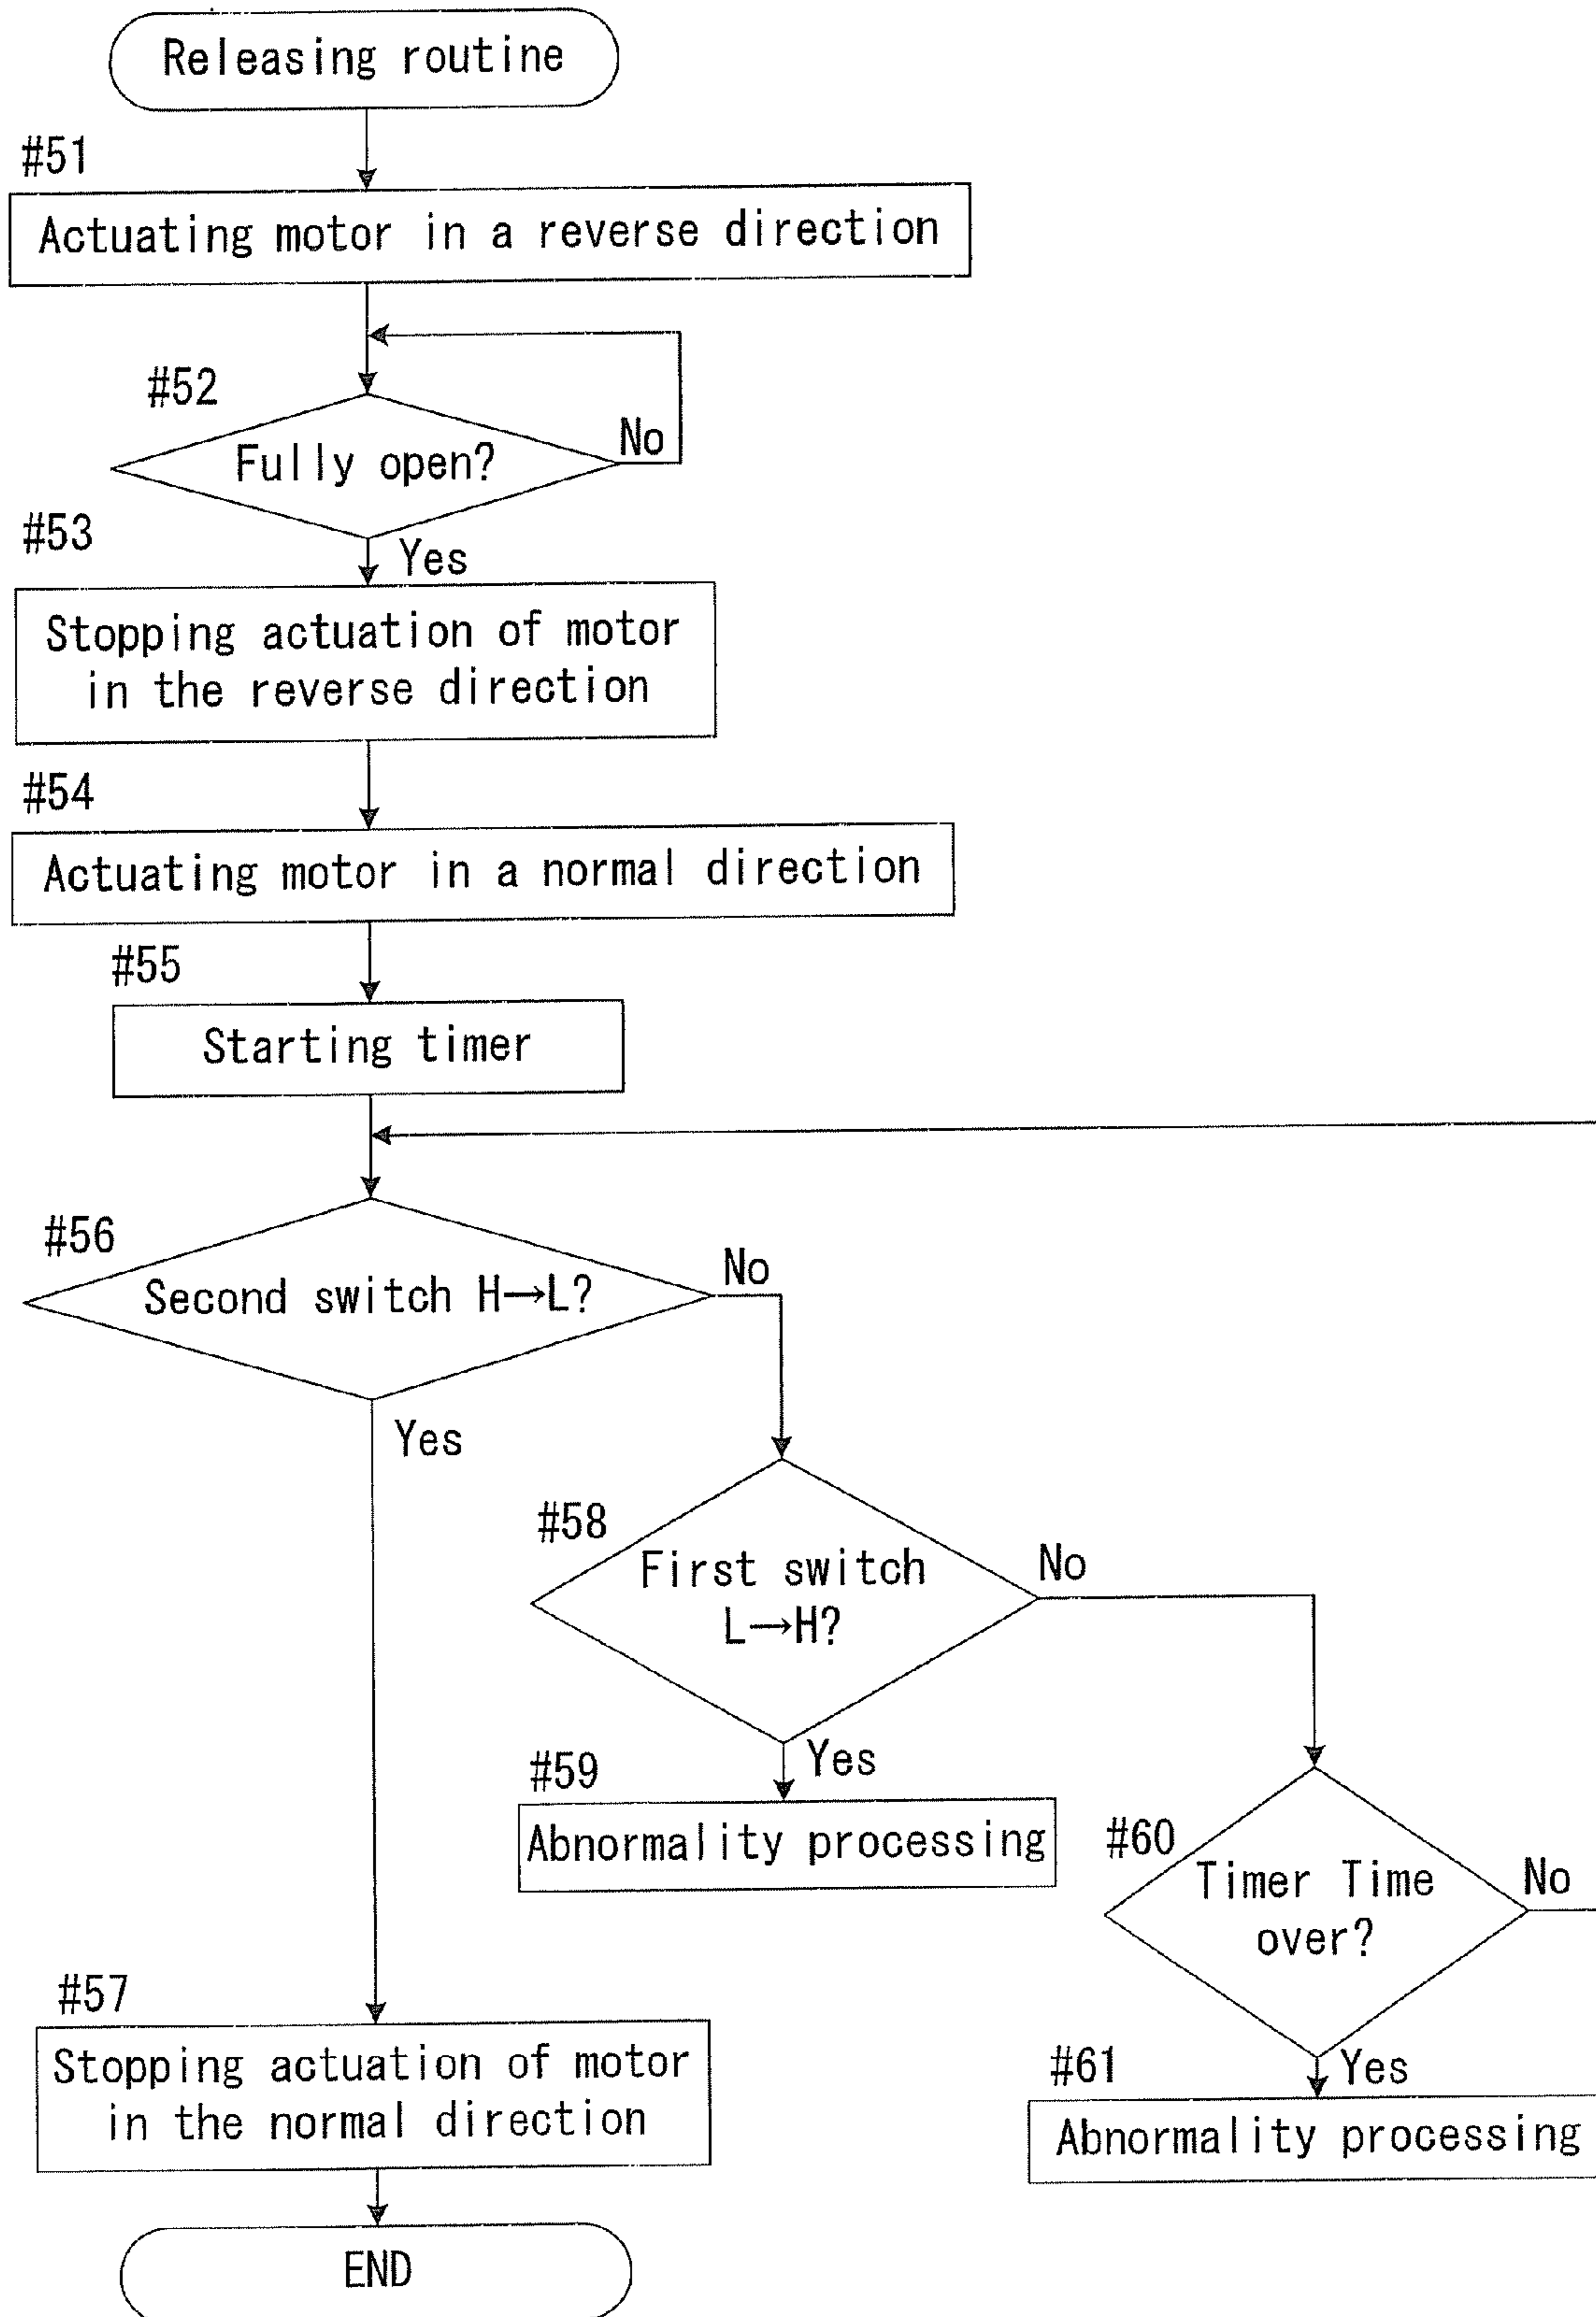 Releasing routine
#51
Actuating motor in a reverse direction
#52
Fully open?
No
Yes
#53
Stopping actuation of motor
in the reverse direction
#54
Actuating motor in a normal direction
#55
Starting timer
#56
Second switch H→L?
No
Yes
#58
First switch
L→H?
No
Yes
#59
Abnormality processing
#60
Timer Time
over?
No
Yes
#61
Abnormality processing
#57
Stopping actuation of motor
in the normal direction
END